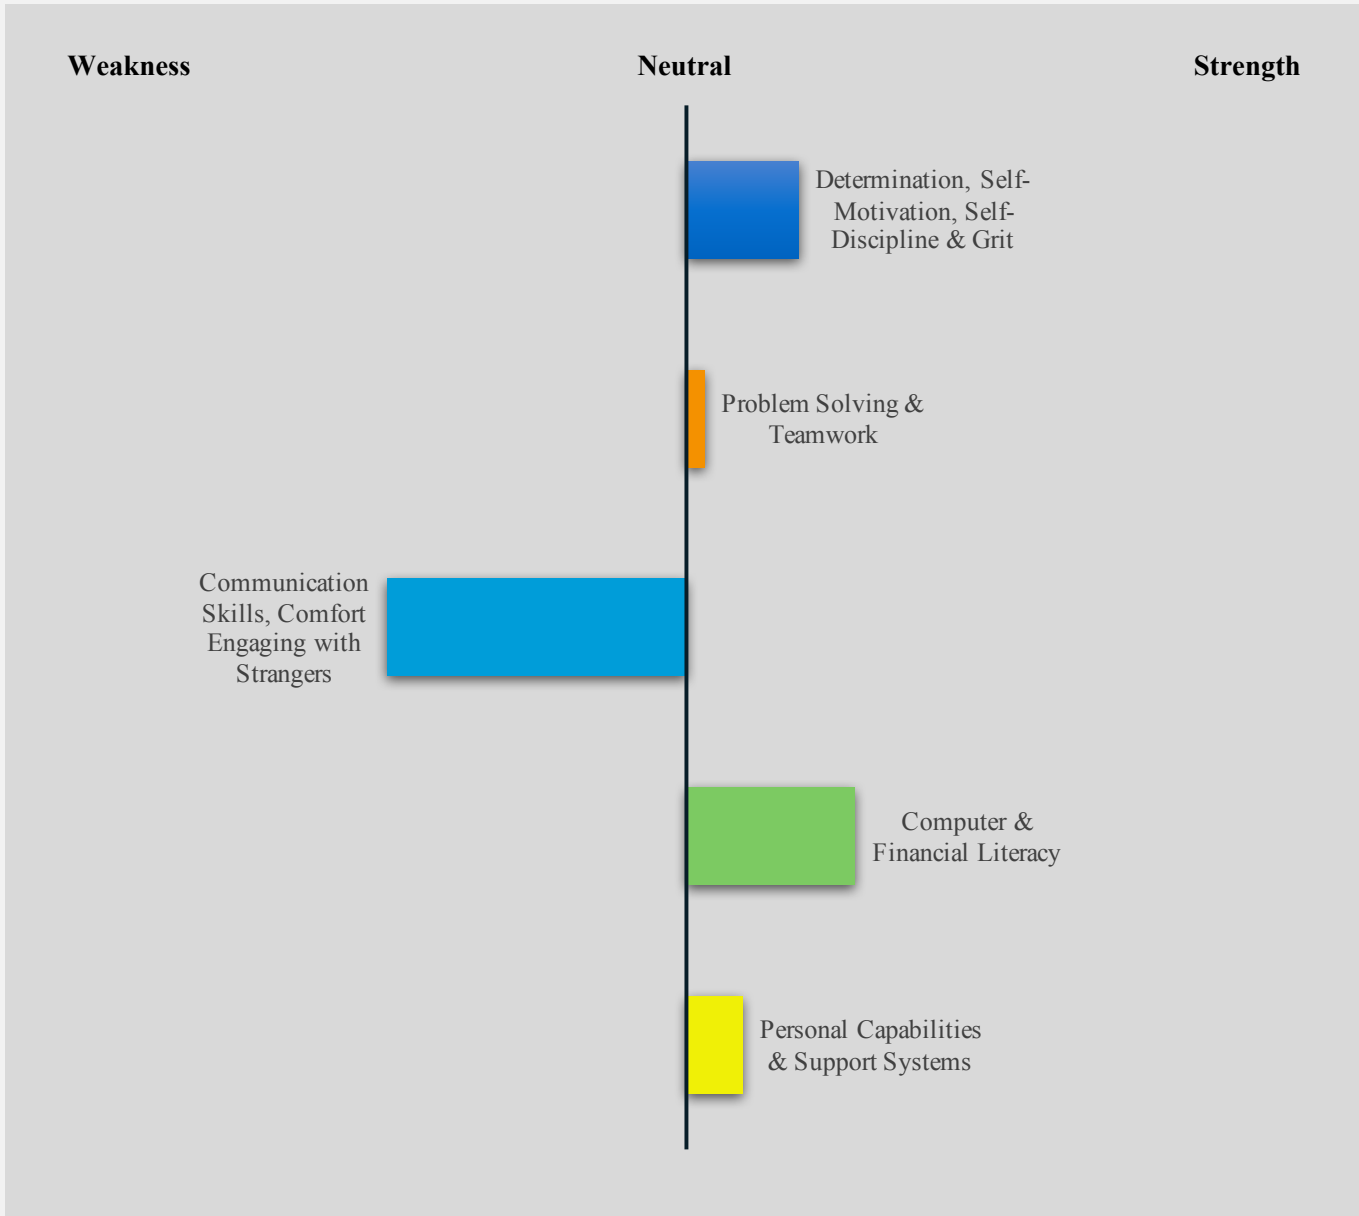 Weakness
Neutral
Strength
Determination, Self-
Motivation, Self-
Discipline & Grit
Problem Solving &
Teamwork
Communication
Skills, Comfort
Engaging with
Strangers
Computer &
Financial Literacy
Personal Capabilities
& Support Systems